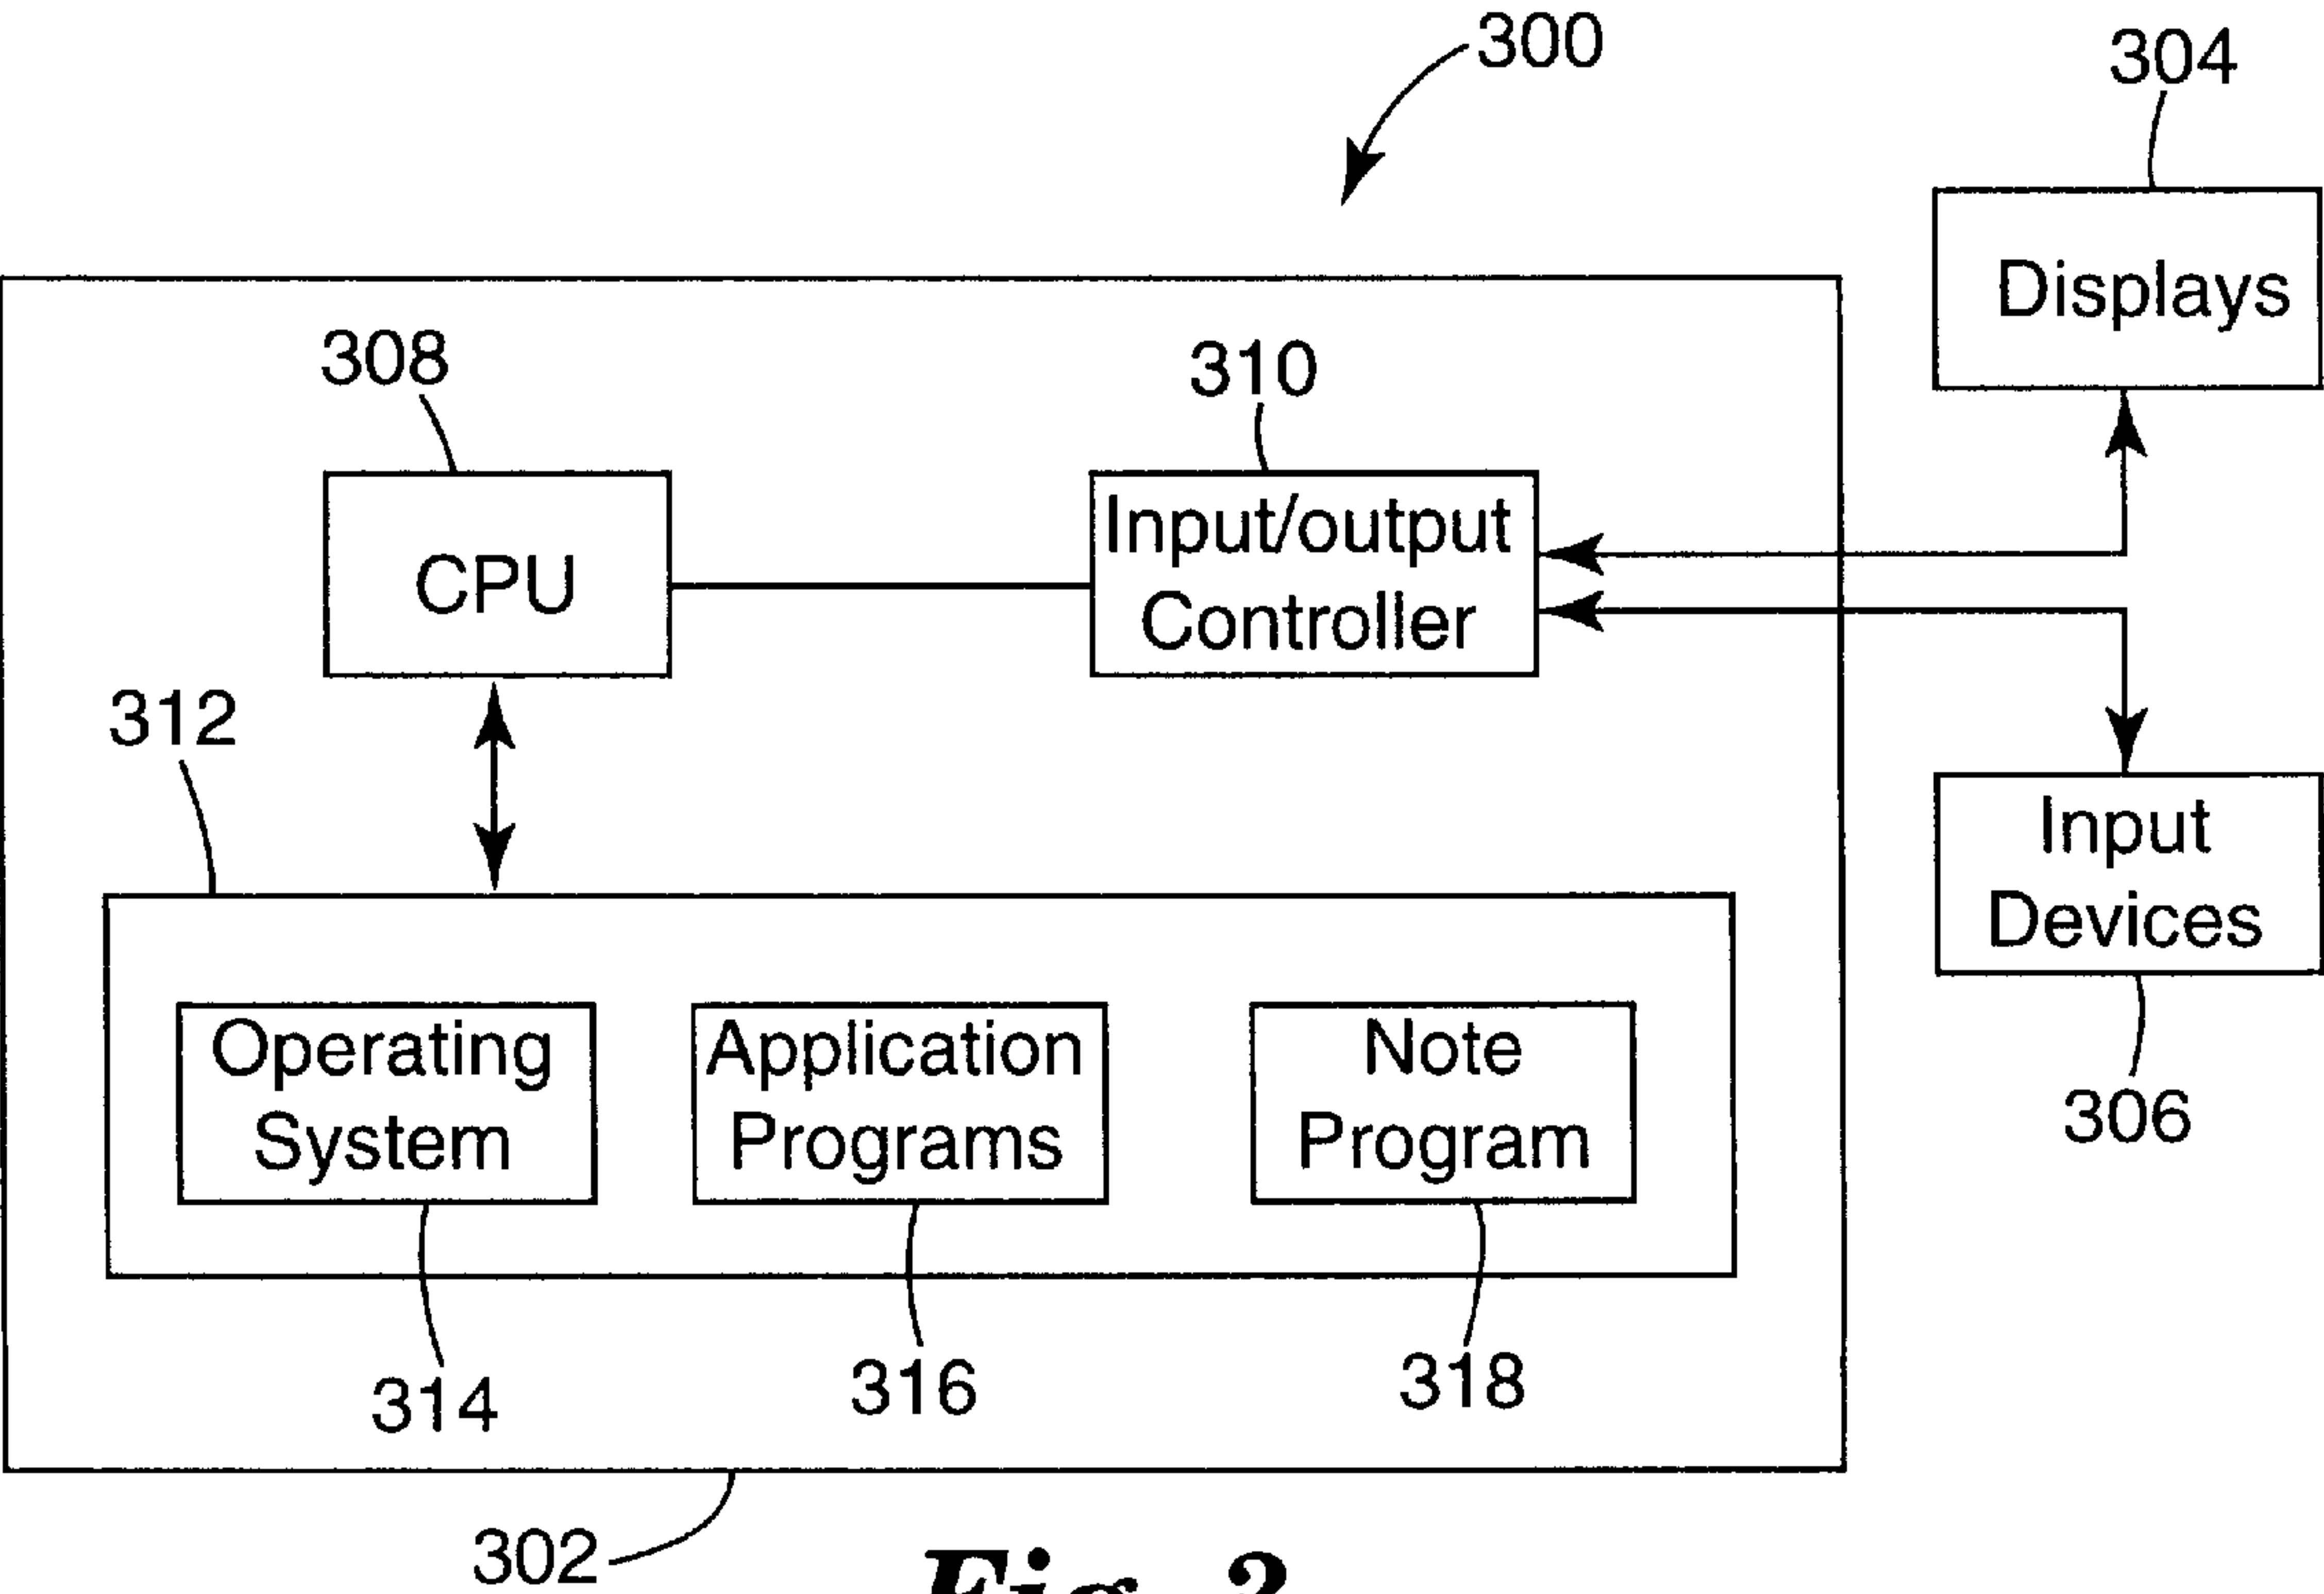 300
304
Displays
308
310
CPU
Input/output
Controller
312
Input
Devices
306
Operating
System
Application
Programs
Note
Program
314
316
318
302
Fig.